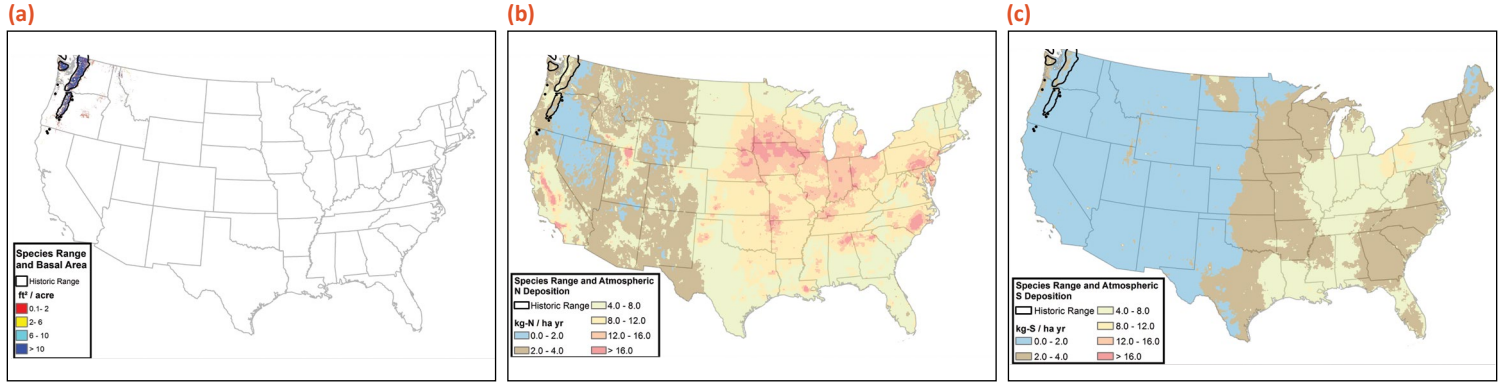 (a)
Species Range
and Basal Area
Historic Range
ft² / acre
0.1- 2
2- 6
6 - 10
> 10
(b)
Species Range and Atmospheric
N Deposition
Historic Range
kg-N / ha yr
0.0 - 2.0
2.0 - 4.0
4.0 - 8.0
8.0 - 12.0
12.0 - 16.0
> 16.0
(c)
Species Range and Atmospheric
S Deposition
Historic Range
kg-S / ha yr
0.0 - 2.0
2.0 - 4.0
4.0 - 8.0
8.0 - 12.0
12.0 - 16.0
> 16.0